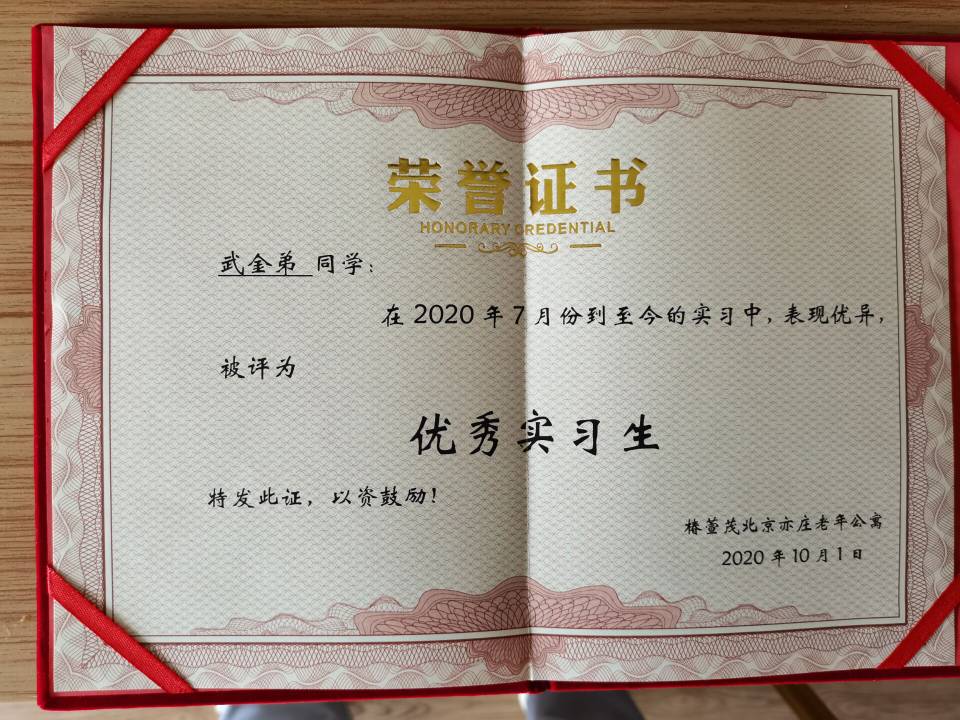 荣誉证书
HONORARY CREDENTIAL
武金弟 同学：
在 2020 年 7 月份到至今的实习中，表现优异，
被评为
优秀实习生
特发此证，以资鼓励！
椿萱茂北京亦庄老年公寓
2020 年 10 月 1 日